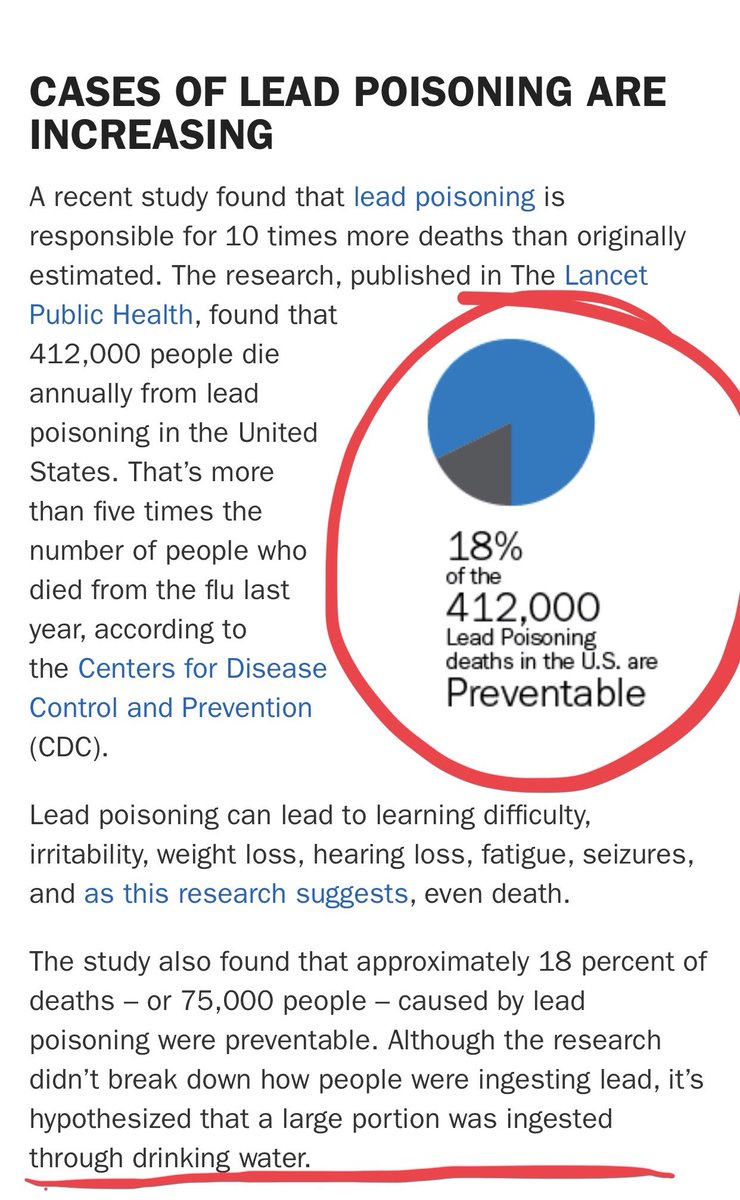 CASES OF LEAD POISONING ARE
INCREASING
A recent study found that lead poisoning is
responsible for 10 times more deaths than originally
estimated. The research, published in The Lancet
Public Health, found that
412,000 people die
annually from lead
poisoning in the United
States. That’s more
than five times the
number of people who
died from the flu last
year, according to
the Centers for Disease
Control and Prevention
(CDC).
18%
of the
412,000
Lead Poisoning
deaths in the U.S. are
Preventable
Lead poisoning can lead to learning difficulty,
irritability, weight loss, hearing loss, fatigue, seizures,
and as this research suggests, even death.
The study also found that approximately 18 percent of
deaths – or 75,000 people – caused by lead
poisoning were preventable. Although the research
didn’t break down how people were ingesting lead, it’s
hypothesized that a large portion was ingested
through drinking water.